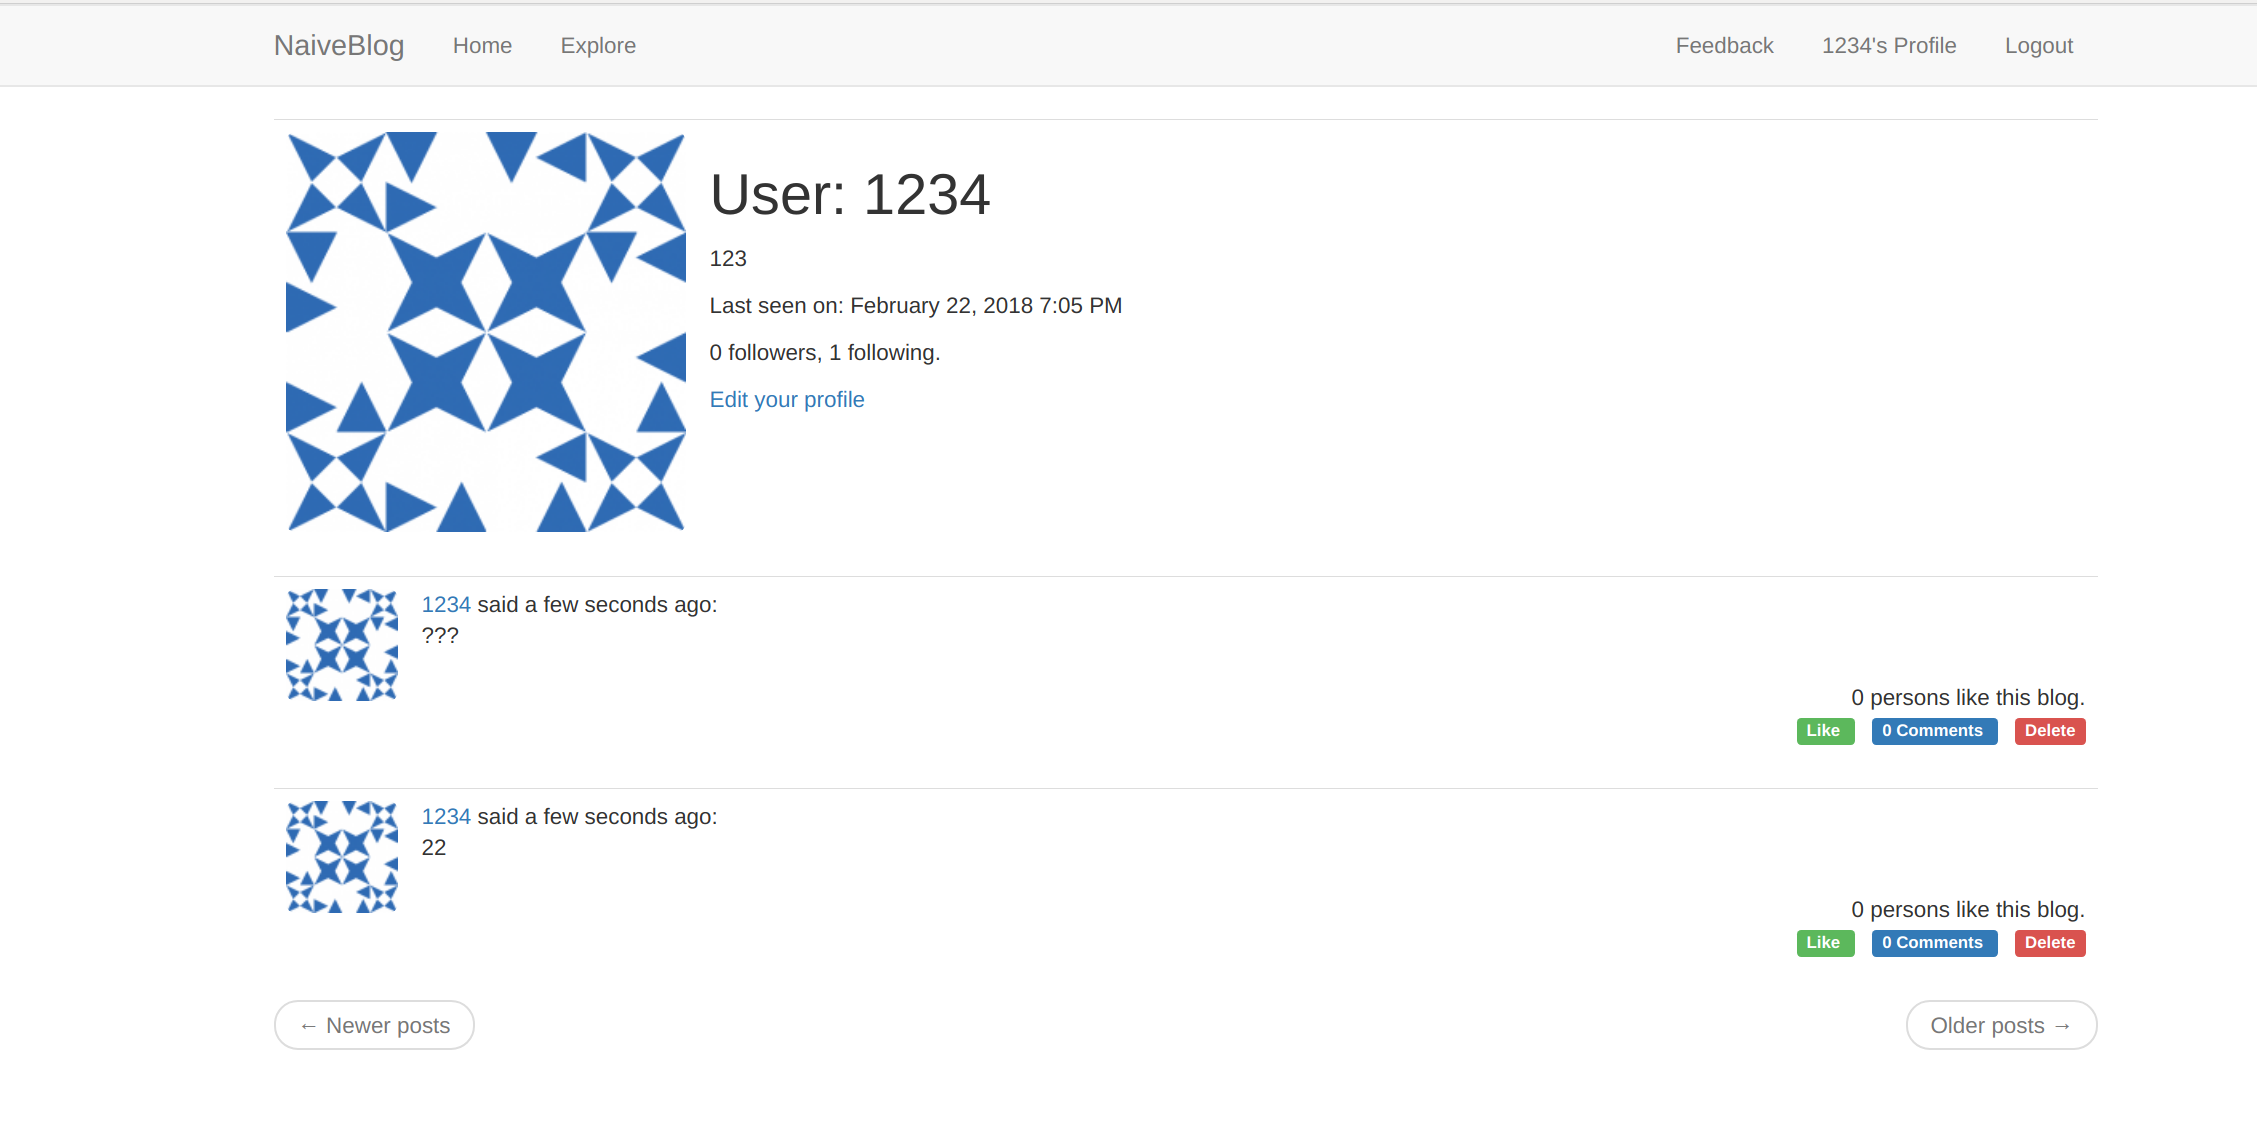 NaiveBlog Home Explore Feedback 1234's Profile Logout
User: 1234
123
Last seen on: February 22, 2018 7:05 PM
0 followers, 1 following.
Edit your profile
1234 said a few seconds ago:
???
0 persons like this blog.
Like 0 Comments Delete
1234 said a few seconds ago:
22
0 persons like this blog.
Like 0 Comments Delete
← Newer posts Older posts →